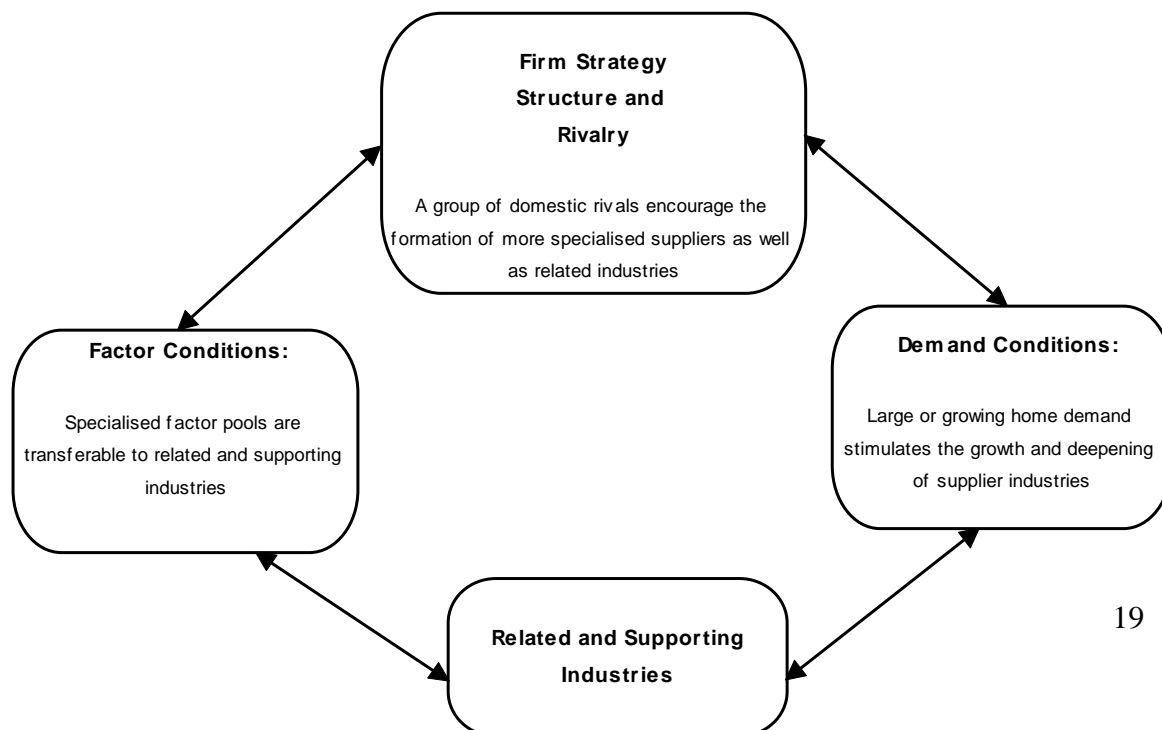 Firm Strategy
Structure and
Rivalry
A group of domestic rivals encourage the
formation of more specialised suppliers as well
as related industries
Factor Conditions:
Specialised factor pools are
transferable to related and supporting
industries
Demand Conditions:
Large or growing home demand
stimulates the growth and deepening
of supplier industries
Related and Supporting
Industries
19